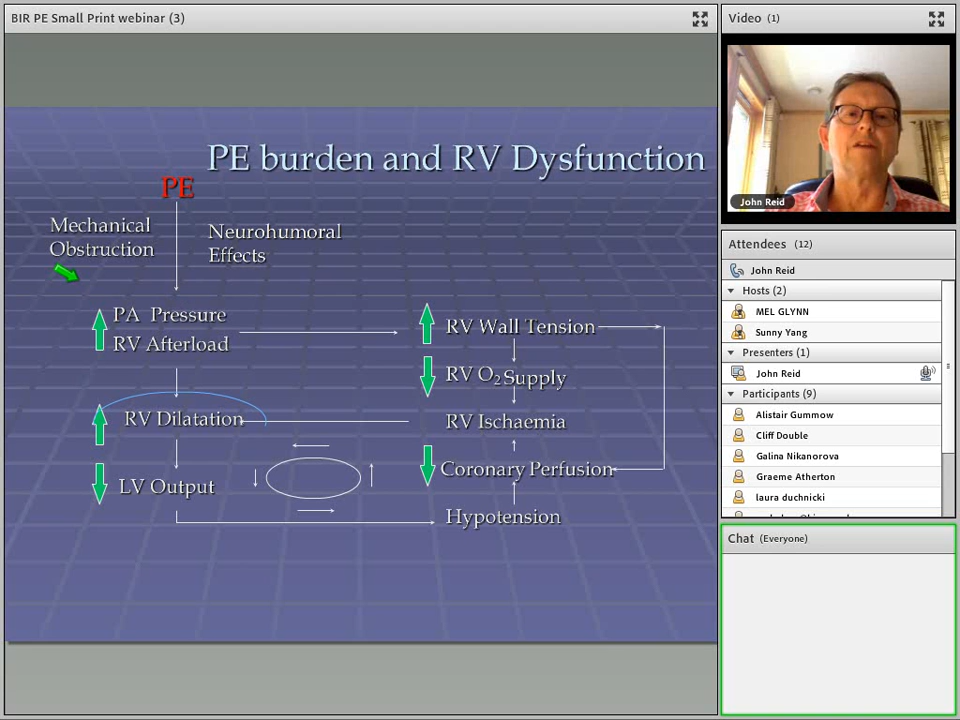 BIR PE Small Print webinar (3)
PE burden and RV Dysfunction
PE
Mechanical
Obstruction
Neurohumoral
Effects
PA Pressure
RV Afterload
RV Dilatation
LV Output
RV Wall Tension
RV O2 Supply
RV Ischaemia
Coronary Perfusion
Hypotension
Video (1)
John Reid
Attendees (12)
John Reid
Hosts (2)
MEL GLYNN
Sunny Yang
Presenters (1)
John Reid
Participants (9)
Alistair Gummow
Cliff Double
Galina Nikanorova
Graeme Atherton
laura duchnicki
Chat (Everyone)